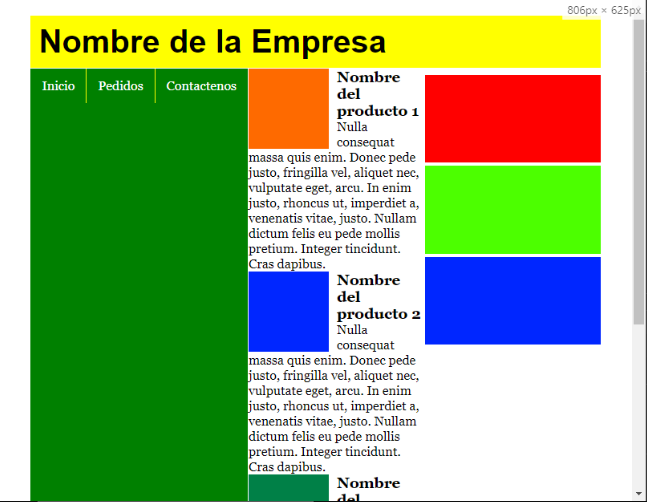 806px × 625px
Nombre de la Empresa
Inicio Pedidos Contactenos
Nombre
del
producto 1
Nulla
consequat
massa quis enim. Donec pede
justo, fringilla vel, aliquet nec,
vulputate eget, arcu. In enim
justo, rhoncus ut, imperdiet a,
venenatis vitae, justo. Nullam
dictum felis eu pede mollis
pretium. Integer tincidunt.
Cras dapibus.
Nombre
del
producto 2
Nulla
consequat
massa quis enim. Donec pede
justo, fringilla vel, aliquet nec,
vulputate eget, arcu. In enim
justo, rhoncus ut, imperdiet a,
venenatis vitae, justo. Nullam
dictum felis eu pede mollis
pretium. Integer tincidunt.
Cras dapibus.
Nombre
del